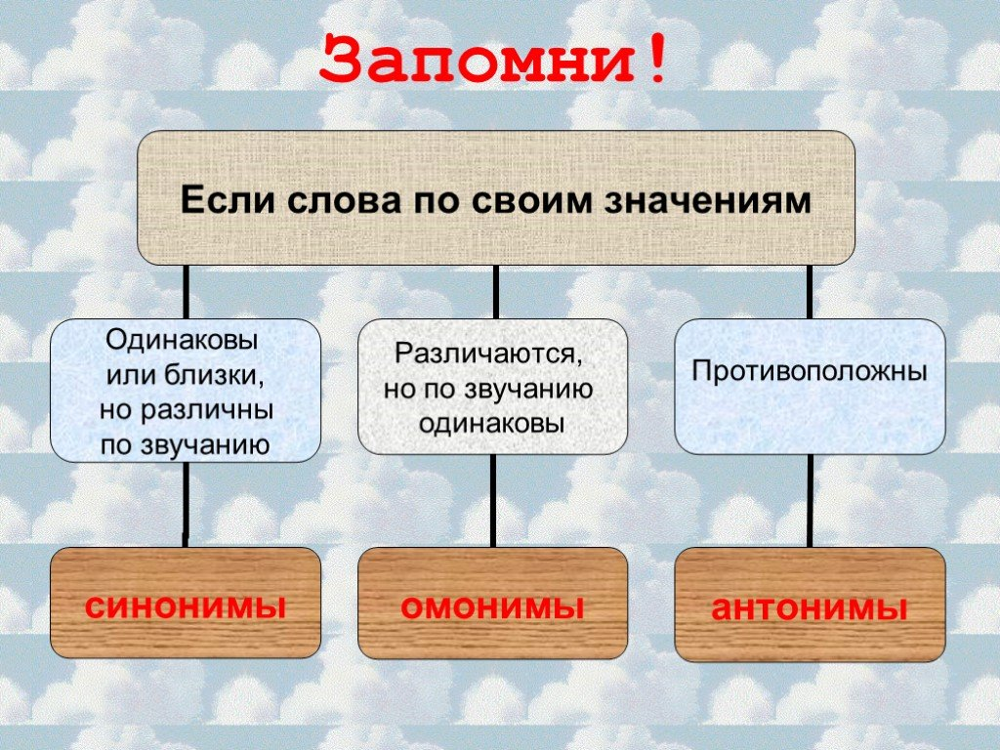 Запомни!
Если слова по своим значениям
Одинаковы
или близки,
но различны
по звучанию
Различаются,
но по звучанию
одинаковы
Противоположны
синонимы
омонимы
антонимы